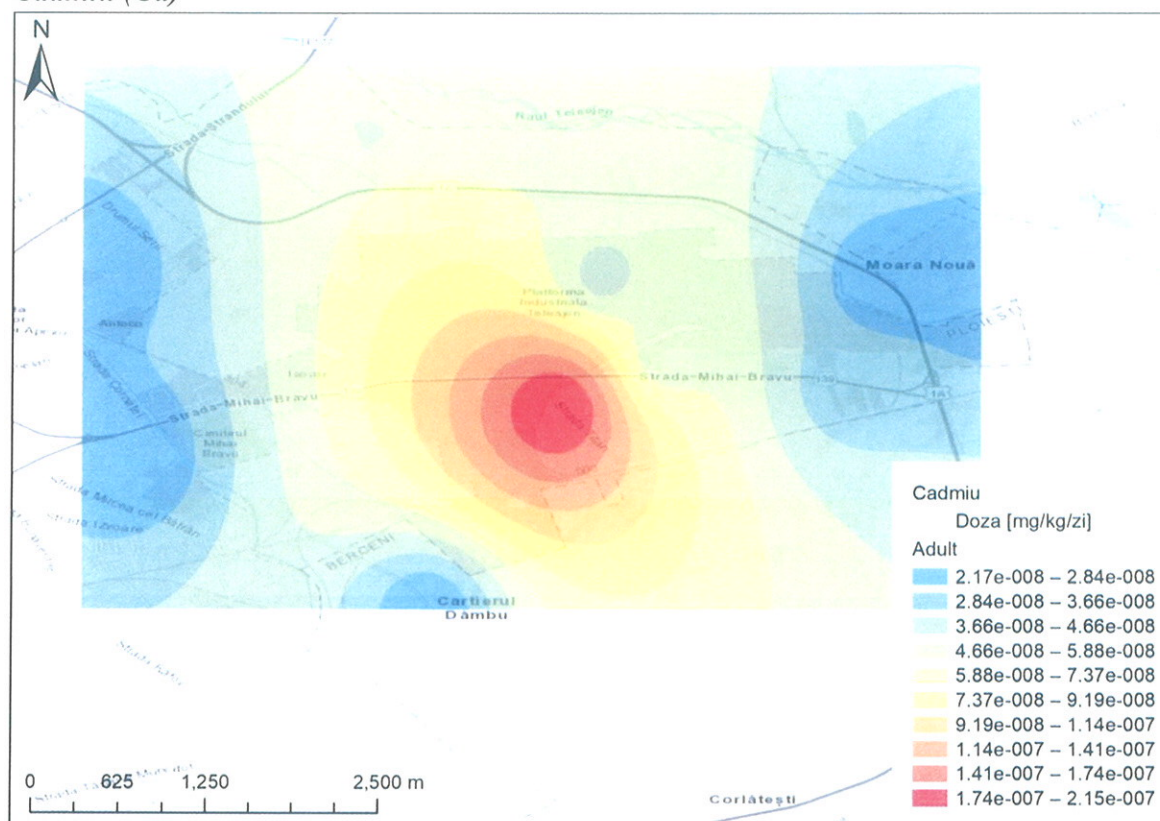 N
Strada-Strandului
Raul Teleajen
Moara Nouă
Platforma
Industriala
Teleajen
PLOIEȘTI
Strada-Mihai-Bravu
1A
Strada-Mihai-Bravu
Cimitirul
Mihai
Bravu
Strada Mircea cel Bătrân
Strada Izvoare
BERCENI
Cartierul
Dâmbu
Corlătești
Cadmiu
Doza [mg/kg/zi]
Adult
2.17e-008 – 2.84e-008
2.84e-008 – 3.66e-008
3.66e-008 – 4.66e-008
4.66e-008 – 5.88e-008
5.88e-008 – 7.37e-008
7.37e-008 – 9.19e-008
9.19e-008 – 1.14e-007
1.14e-007 – 1.41e-007
1.41e-007 – 1.74e-007
1.74e-007 – 2.15e-007
0 625 1,250 2,500 m